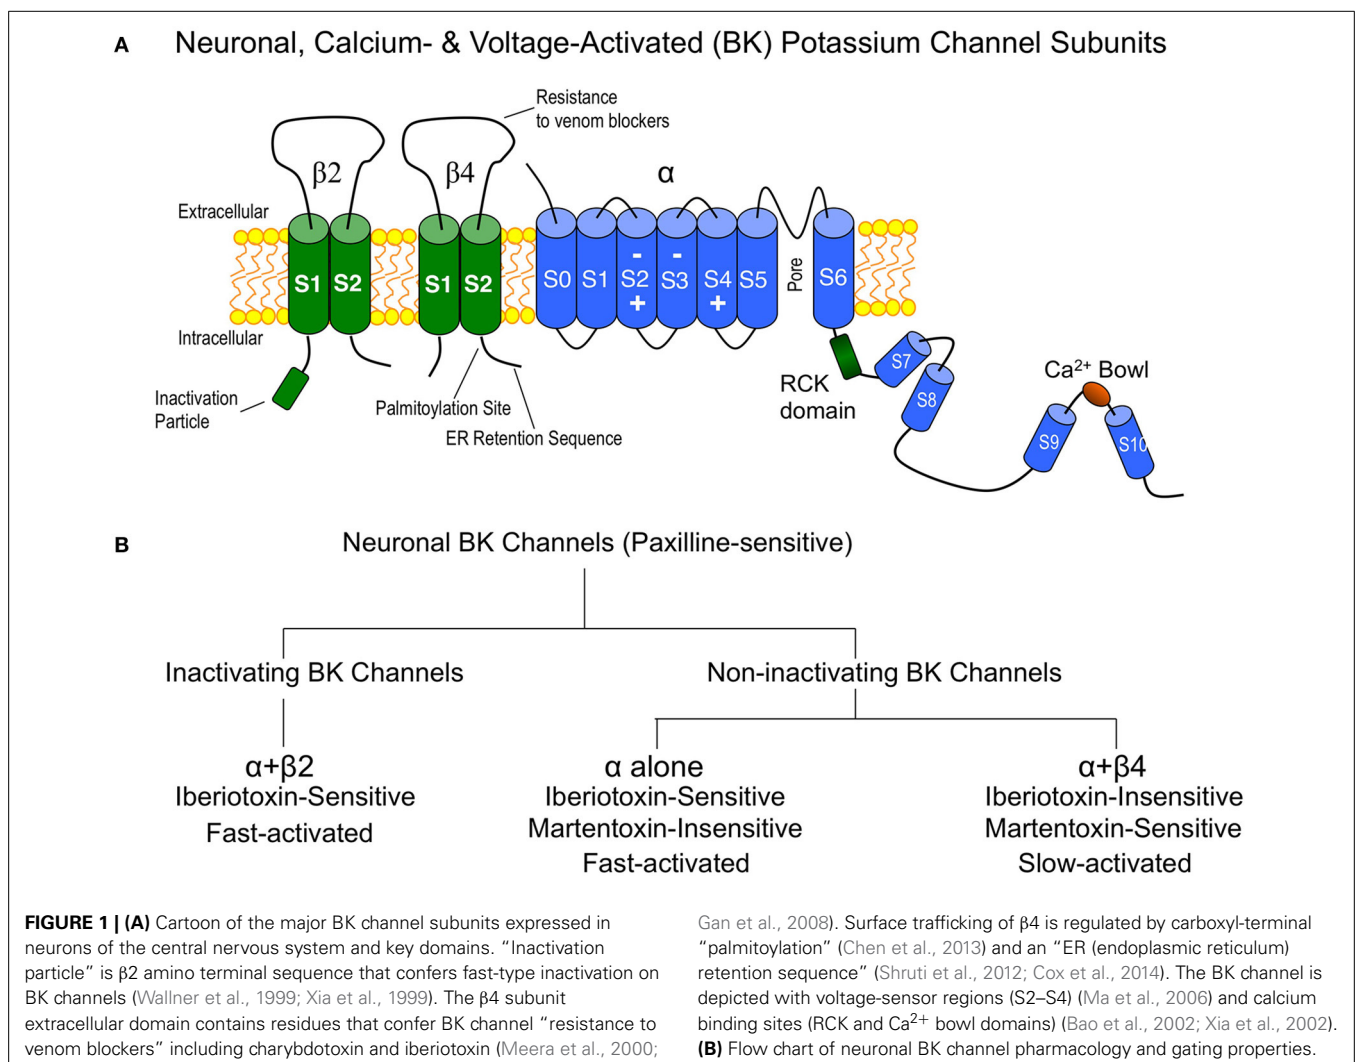 A Neuronal, Calcium- & Voltage-Activated (BK) Potassium Channel Subunits
Resistance
to venom blockers
β2
β4
α
Extracellular
S1
S2
S1
S2
S0
S1
-
S2
+
-
S3
S4
+
S5
Pore
S6
Intracellular
Inactivation
Particle
Palmitoylation Site
ER Retention Sequence
RCK
domain
S7
S8
Ca²⁺ Bowl
S9
S10
B
Neuronal BK Channels (Paxilline-sensitive)
Inactivating BK Channels
Non-inactivating BK Channels
α+β2
Iberiotoxin-Sensitive
Fast-activated
α alone
Iberiotoxin-Sensitive
Martentoxin-Insensitive
Fast-activated
α+β4
Iberiotoxin-Insensitive
Martentoxin-Sensitive
Slow-activated
FIGURE 1 | (A) Cartoon of the major BK channel subunits expressed in
neurons of the central nervous system and key domains. “Inactivation
particle” is β2 amino terminal sequence that confers fast-type inactivation on
BK channels (Wallner et al., 1999; Xia et al., 1999). The β4 subunit
extracellular domain contains residues that confer BK channel “resistance to
venom blockers” including charybdotoxin and iberiotoxin (Meera et al., 2000;
Gan et al., 2008). Surface trafficking of β4 is regulated by carboxyl-terminal
“palmitoylation” (Chen et al., 2013) and an “ER (endoplasmic reticulum)
retention sequence” (Shruti et al., 2012; Cox et al., 2014). The BK channel is
depicted with voltage-sensor regions (S2–S4) (Ma et al., 2006) and calcium
binding sites (RCK and Ca²⁺ bowl domains) (Bao et al., 2002; Xia et al., 2002).
(B) Flow chart of neuronal BK channel pharmacology and gating properties.